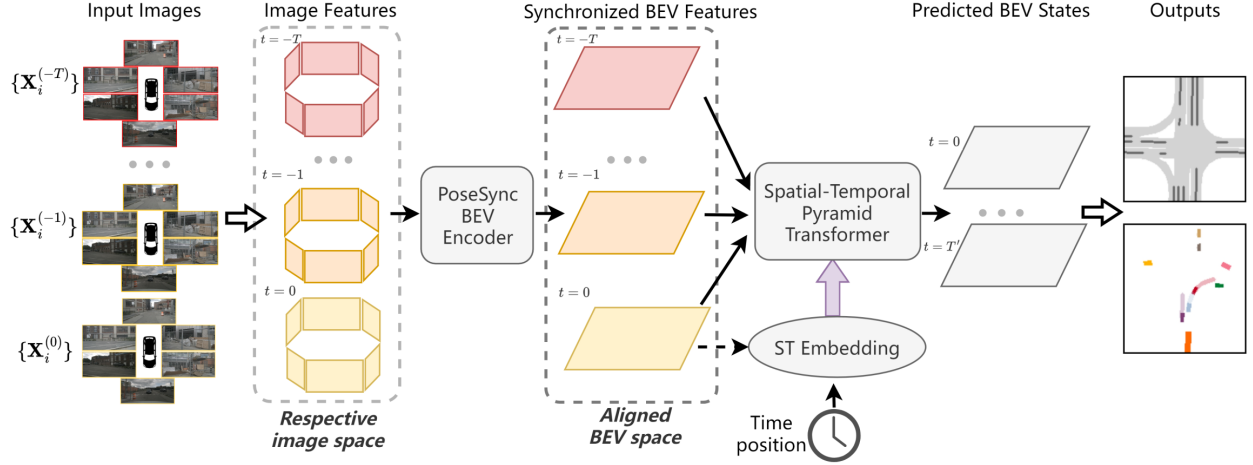 Input Images
Image Features
Synchronized BEV Features
Predicted BEV States
Outputs
{X_i^{(-T)}}
t = -T
t = -T
t = -1
t = -1
{X_i^{(-1)}}
PoseSync
BEV
Encoder
Spatial-Temporal
Pyramid
Transformer
t = 0
t = T'
t = 0
t = 0
{X_i^{(0)}}
ST Embedding
Respective
image space
Aligned
BEV space
Time
position